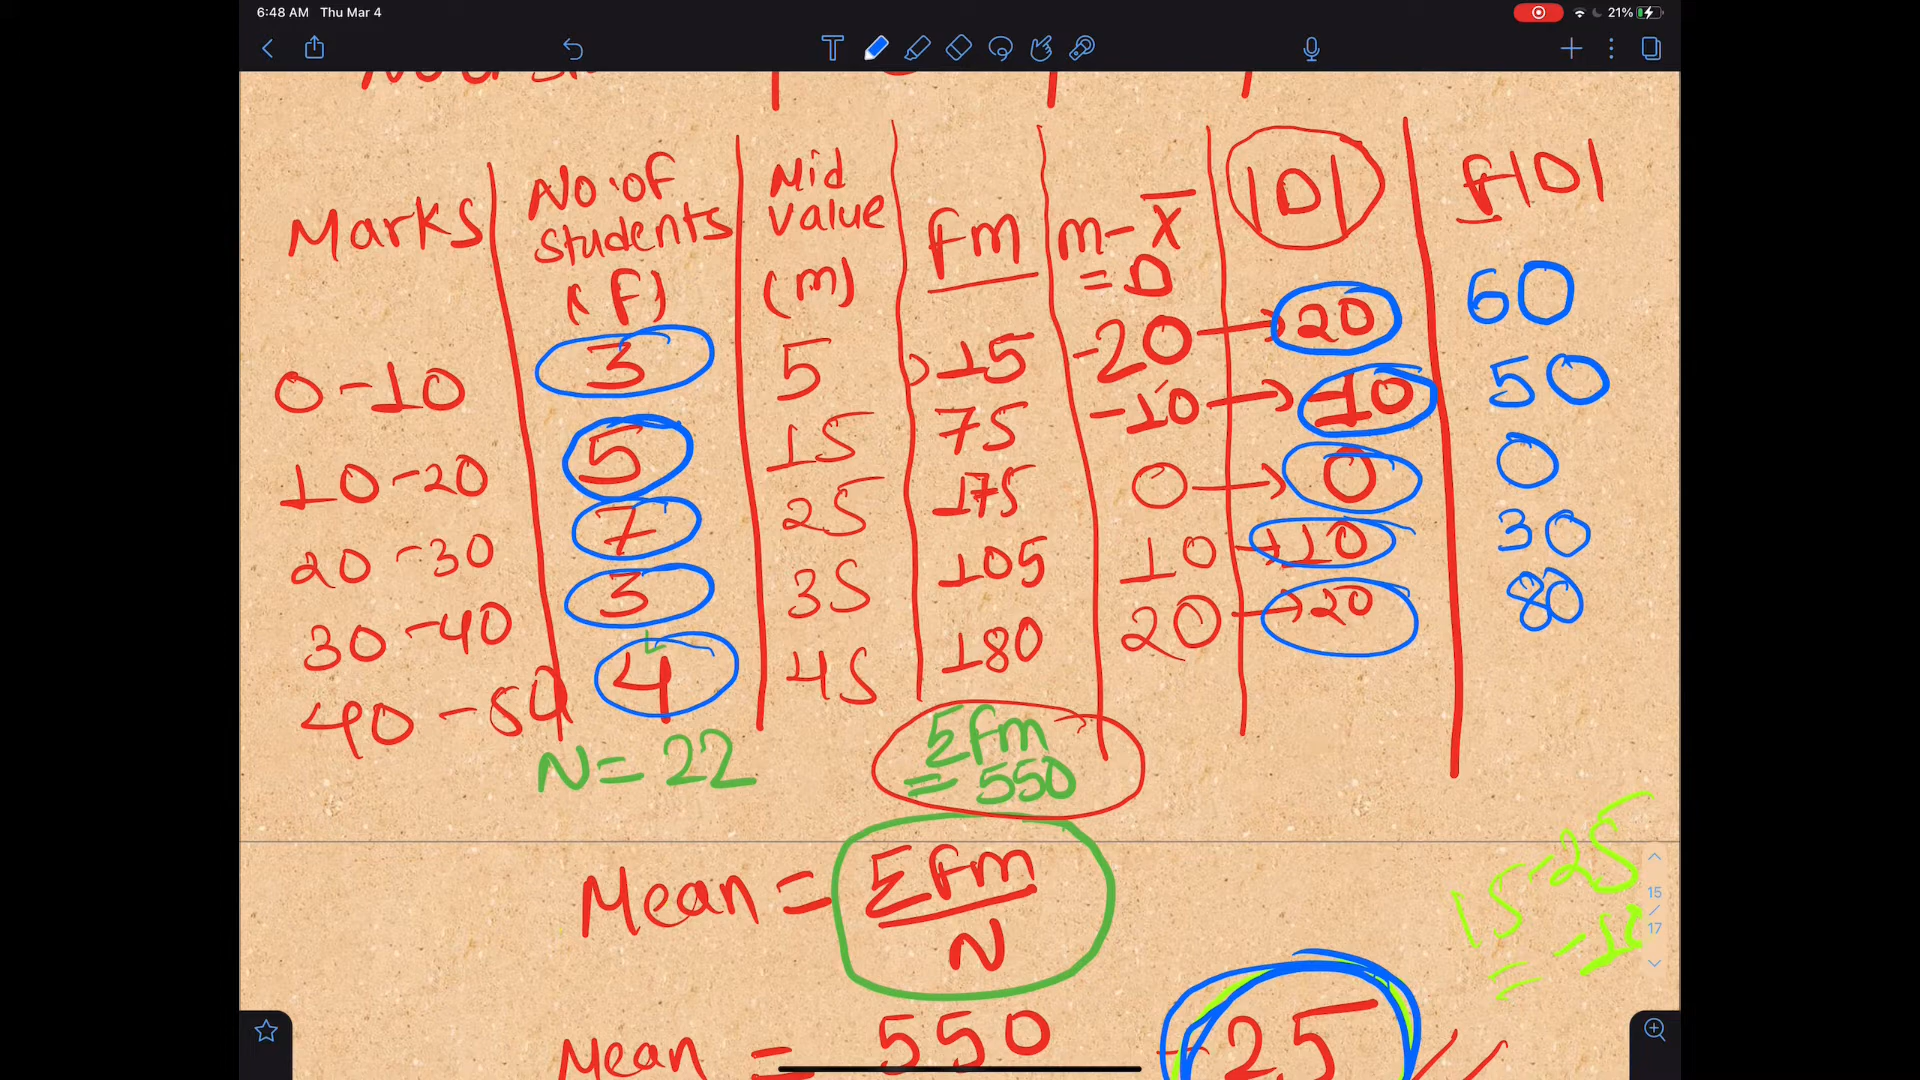 6:48 AM Thu Mar 4
21%
Marks No. of students (F) Mid value (m) Fm m - X̅ = D |D| F|D|
0-10 3 5 15 -20 → 20 60
10-20 5 15 75 -10 → 10 50
20-30 7 25 175 0 → 0 0
30-40 3 35 105 10 → 10 30
40-50 4 45 180 20 → 20 80
N = 22 Σfm = 550
Mean = ΣFm / N
15-25
= -10
15
/
17
Mean = 550 = 25 //